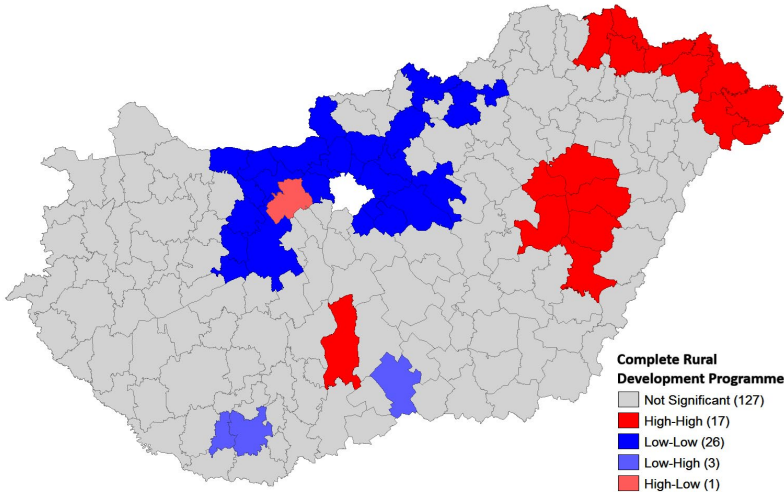 Complete Rural
Development Programme
Not Significant (127)
High-High (17)
Low-Low (26)
Low-High (3)
High-Low (1)